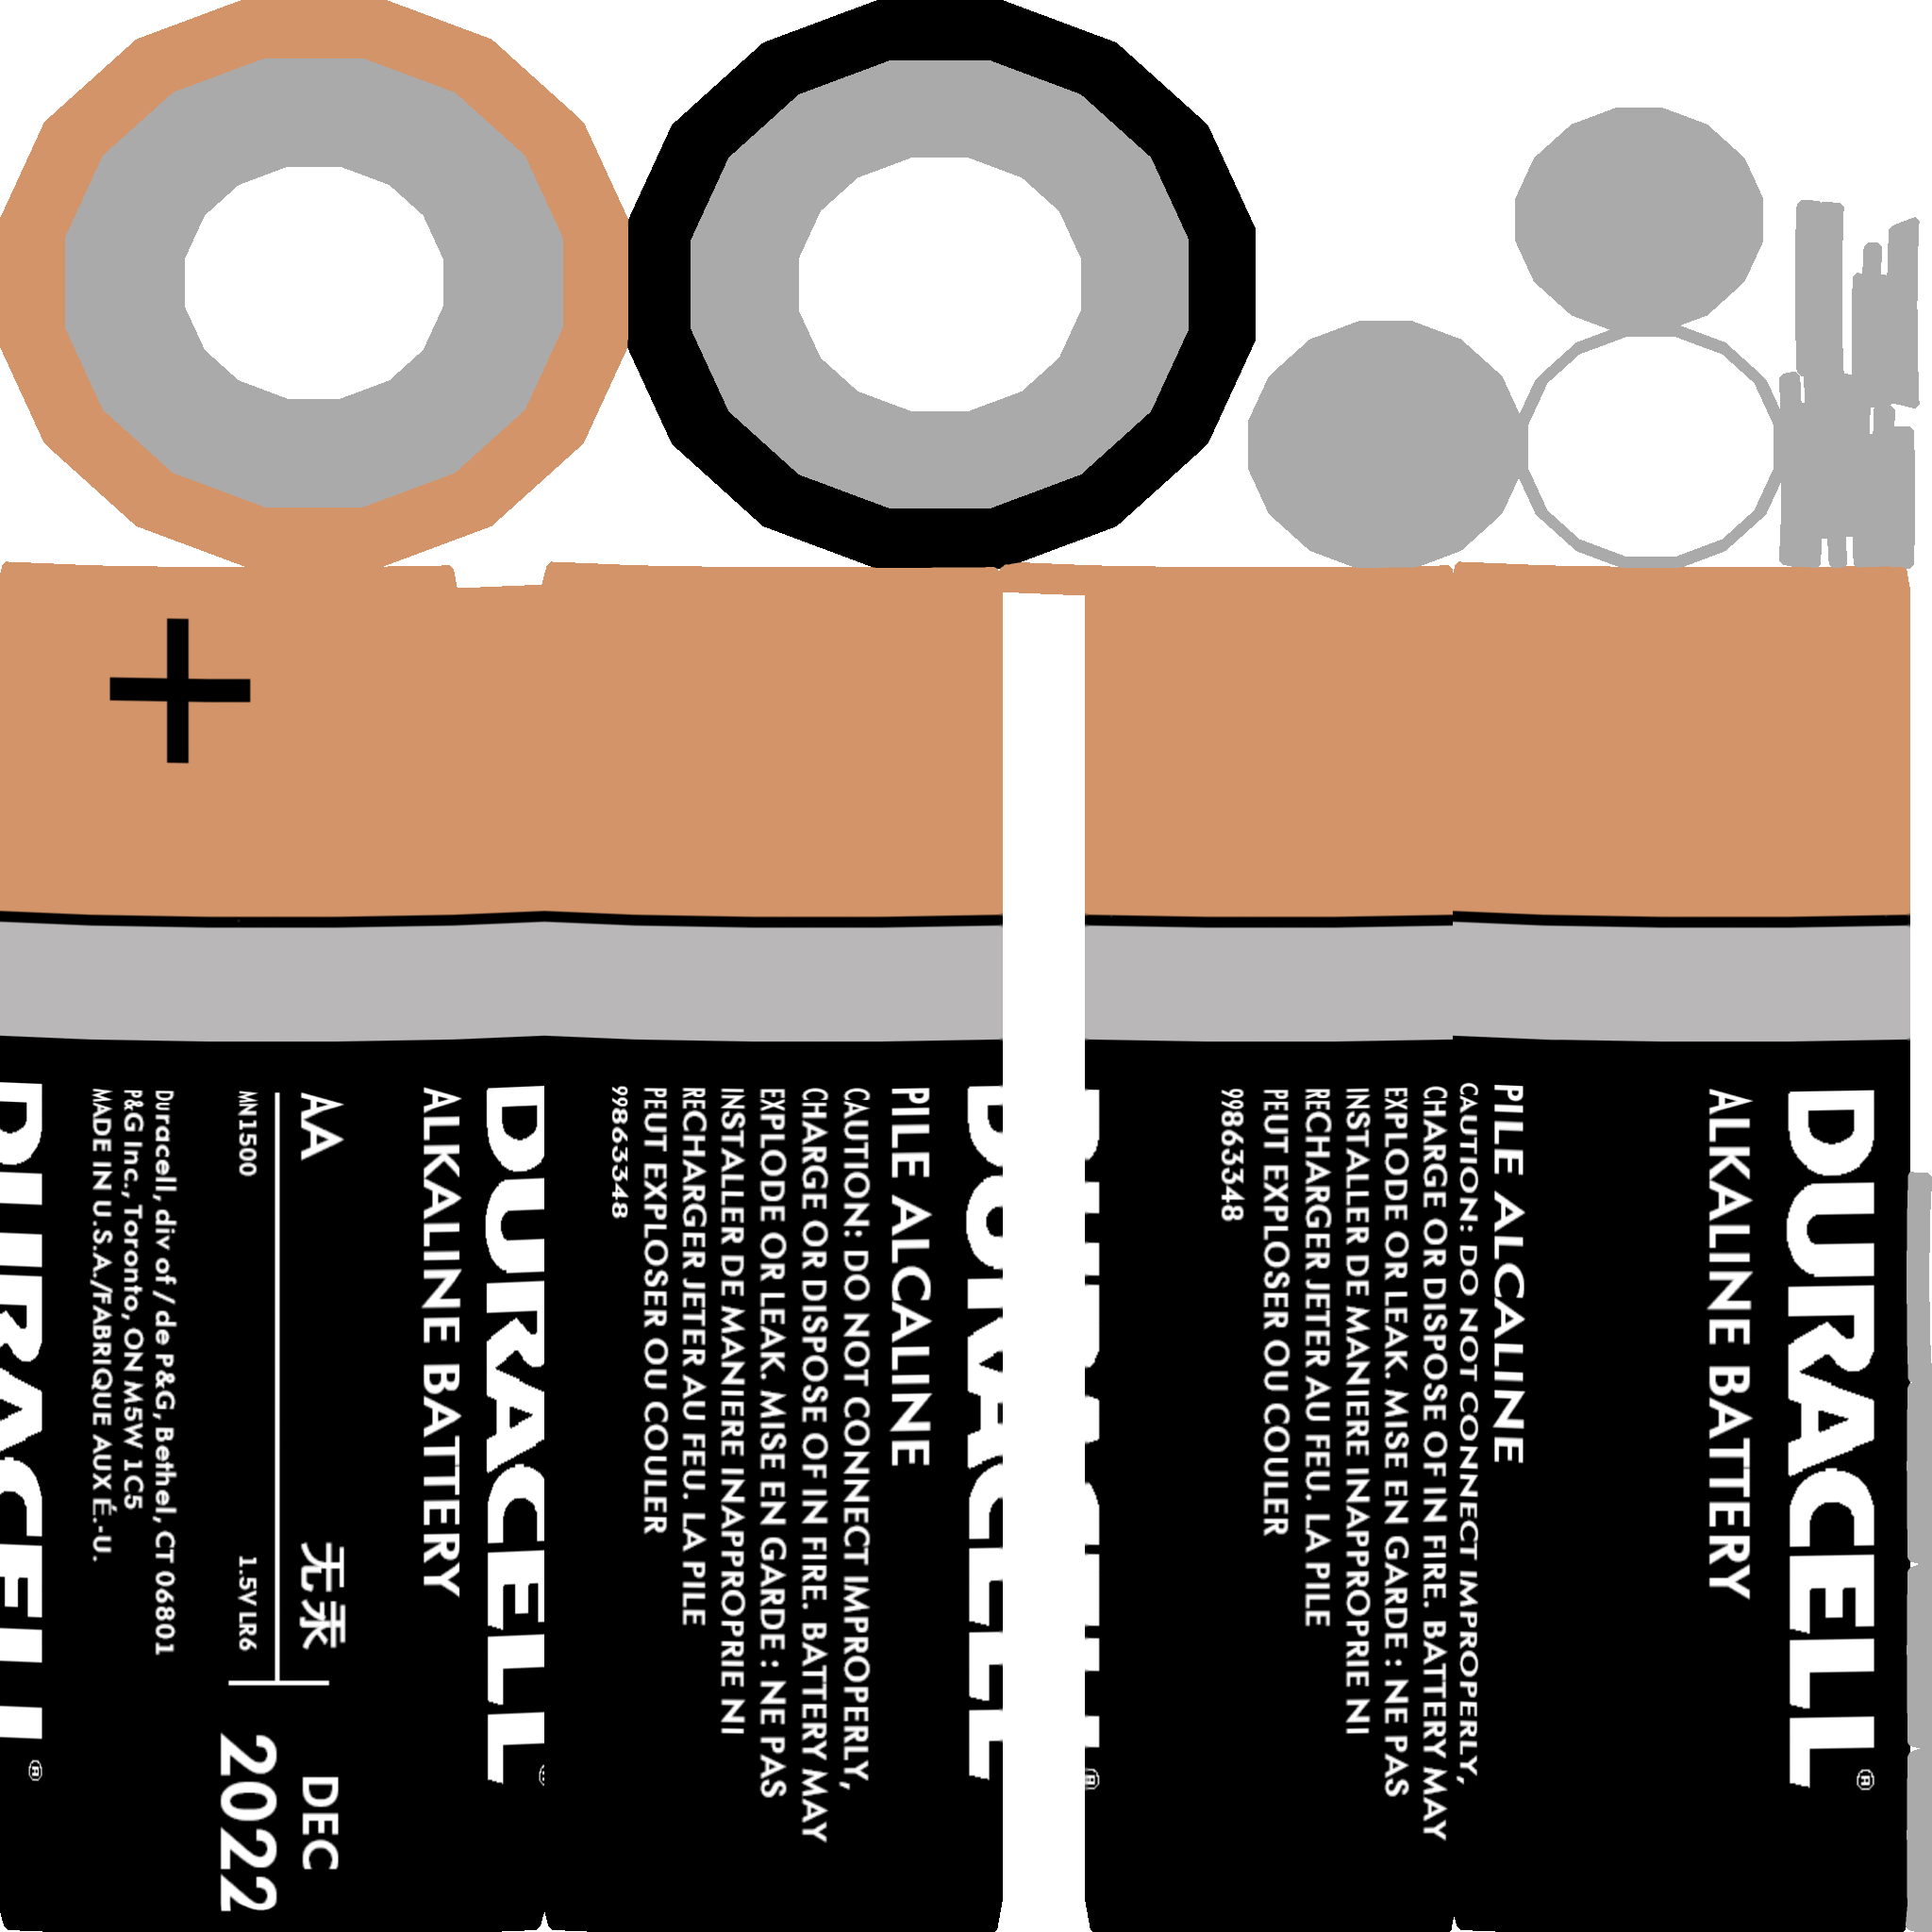 DURACELL®
ALKALINE BATTERY
PILE ALCALINE
CAUTION: DO NOT CONNECT IMPROPERLY,
CHARGE OR DISPOSE OF IN FIRE. BATTERY MAY
EXPLODE OR LEAK. MISE EN GARDE : NE PAS
INSTALLER DE MANIERE INAPPROPRIE NI
RECHARGER JETER AU FEU. LA PILE
PEUT EXPLOSER OU COULER
99863348
DURACELL®
PILE ALCALINE
CAUTION: DO NOT CONNECT IMPROPERLY,
CHARGE OR DISPOSE OF IN FIRE. BATTERY MAY
EXPLODE OR LEAK. MISE EN GARDE : NE PAS
INSTALLER DE MANIERE INAPPROPRIE NI
RECHARGER JETER AU FEU. LA PILE
PEUT EXPLOSER OU COULER
99863348
DURACELL
ALKALINE BATTERY
AA 无汞 DEC
MN1500 1.5V LR6 2022
Duracell, div of / de P&G, Bethel, CT 06801
P&G Inc., Toronto, ON M5W 1C5
MADE IN U.S.A./FABRIQUE AUX É.-U.
DURACELL®